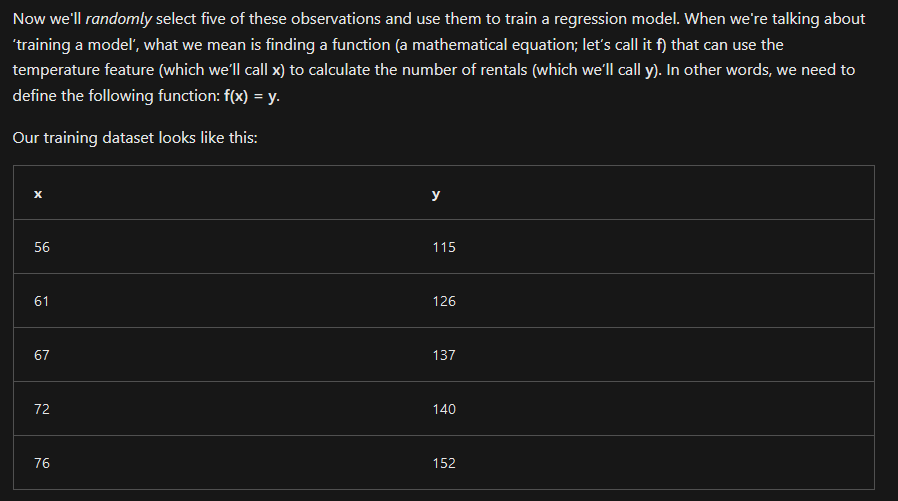 Now we'll randomly select five of these observations and use them to train a regression model. When we're talking about
'training a model', what we mean is finding a function (a mathematical equation; let's call it f) that can use the
temperature feature (which we'll call x) to calculate the number of rentals (which we'll call y). In other words, we need to
define the following function: f(x) = y.
Our training dataset looks like this:
x y
56 115
61 126
67 137
72 140
76 152